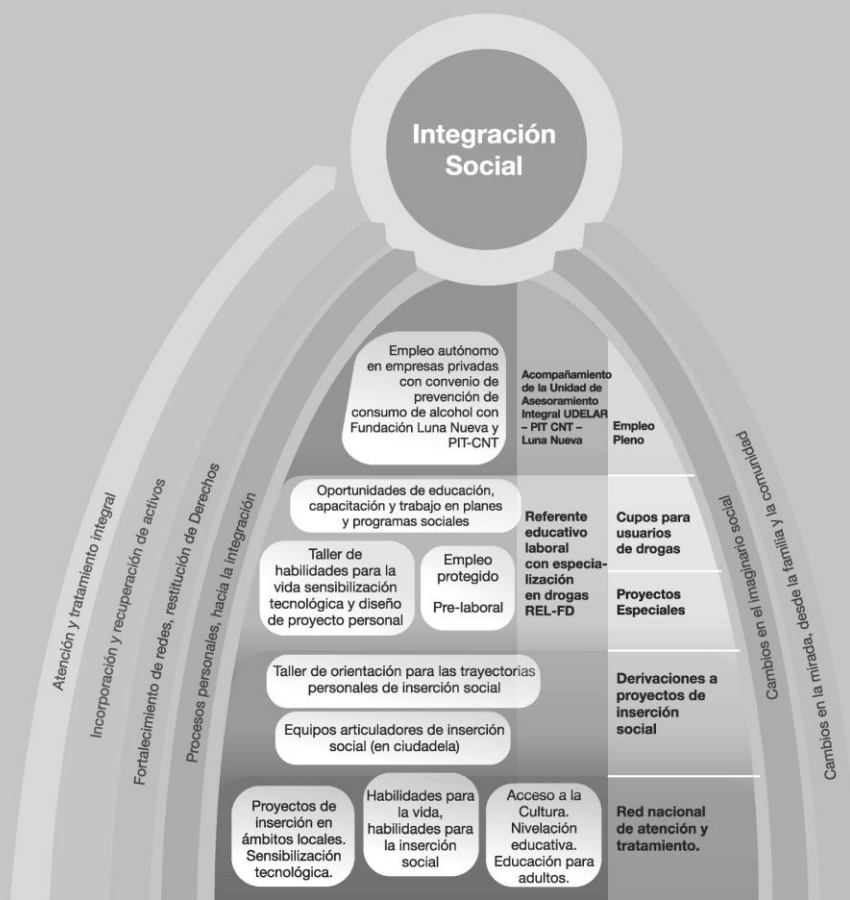 Integración
Social
Empleo autónomo
en empresas privadas
con convenio de
prevención de
consumo de alcohol con
Fundación Luna Nueva y
PIT-CNT
Acompañamiento
de la Unidad de
Asesoramiento
Integral UDELAR
– PIT CNT –
Luna Nueva
Empleo
Pleno
Oportunidades de educación,
capacitación y trabajo en planes
y programas sociales
Taller de
habilidades para la
vida sensibilización
tecnológica y diseño
de proyecto personal
Empleo
protegido
Pre-laboral
Referente
educativo
laboral
con especia-
lización
en drogas
REL-FD
Cupos para
usuarios
de drogas
Proyectos
Especiales
Taller de orientación para las trayectorias
personales de inserción social
Equipos articuladores de inserción
social (en ciudadela)
Derivaciones a
proyectos de
inserción
social
Proyectos de
inserción en
ámbitos locales.
Sensibilización
tecnológica.
Habilidades para
la vida,
habilidades para
la inserción
social
Acceso a la
Cultura.
Nivelación
educativa.
Educación para
adultos.
Red nacional
de atención y
tratamiento.
Atención y tratamiento integral
Incorporación y recuperación de activos
Fortalecimiento de redes, restitución de Derechos
Procesos personales, hacia la integración
Cambios en el imaginario social
Cambios en la mirada, desde la familia y la comunidad